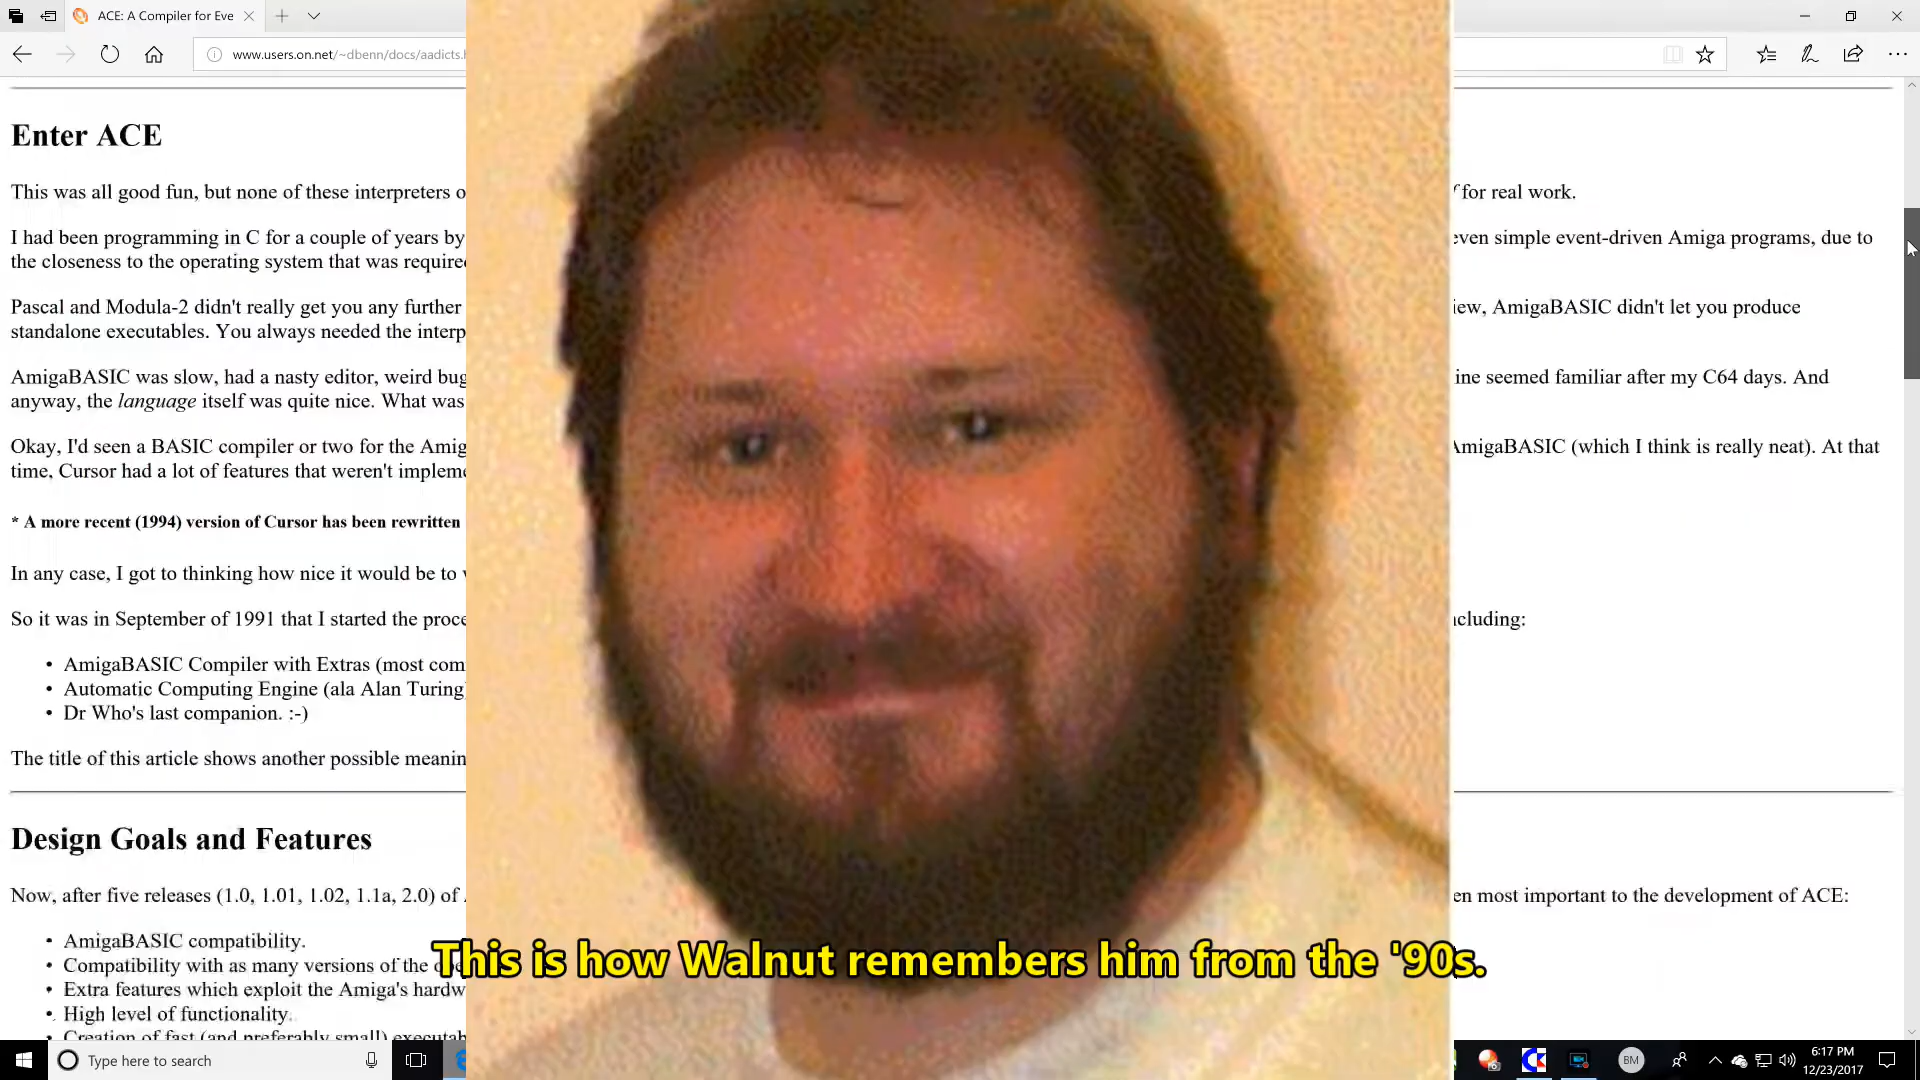 ACE: A Compiler for Eve
www.users.on.net/~dbenn/docs/aadicts.h
Enter ACE
This was all good fun, but none of these interpreters o
for real work.
I had been programming in C for a couple of years by
even simple event-driven Amiga programs, due to
the closeness to the operating system that was required
Pascal and Modula-2 didn't really get you any further
iew, AmigaBASIC didn't let you produce
standalone executables. You always needed the interp
AmigaBASIC was slow, had a nasty editor, weird bug
ine seemed familiar after my C64 days. And
anyway, the language itself was quite nice. What was
Okay, I'd seen a BASIC compiler or two for the Amig
AmigaBASIC (which I think is really neat). At that
time, Cursor had a lot of features that weren't impleme
* A more recent (1994) version of Cursor has been rewritten
In any case, I got to thinking how nice it would be to
So it was in September of 1991 that I started the proce
ncluding:
• AmigaBASIC Compiler with Extras (most com
• Automatic Computing Engine (ala Alan Turing
• Dr Who's last companion. :-)
The title of this article shows another possible meanin
Design Goals and Features
Now, after five releases (1.0, 1.01, 1.02, 1.1a, 2.0) of
en most important to the development of ACE:
• AmigaBASIC compatibility.
• Compatibility with as many versions of the
This is how Walnut remembers him from the '90s.
• Extra features which exploit the Amiga's hardw
• High level of functionality.
• Creation of fast (and preferably small) executab
Type here to search
BM
6:17 PM
12/23/2017